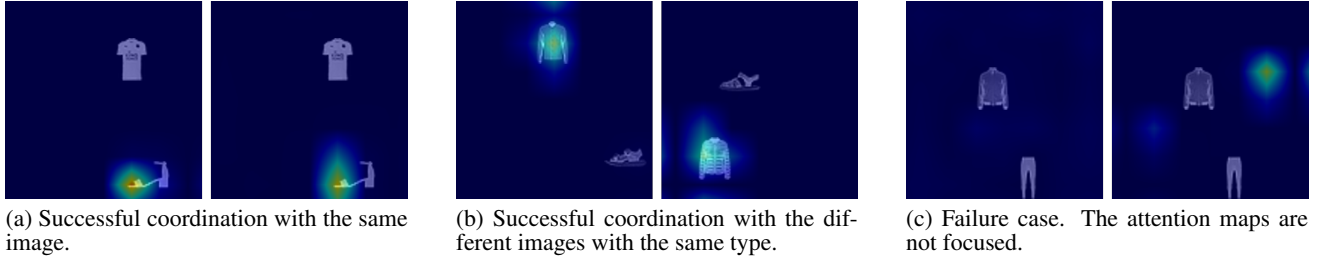 (a) Successful coordination with the same
image.
(b) Successful coordination with the dif-
ferent images with the same type.
(c) Failure case. The attention maps are
not focused.